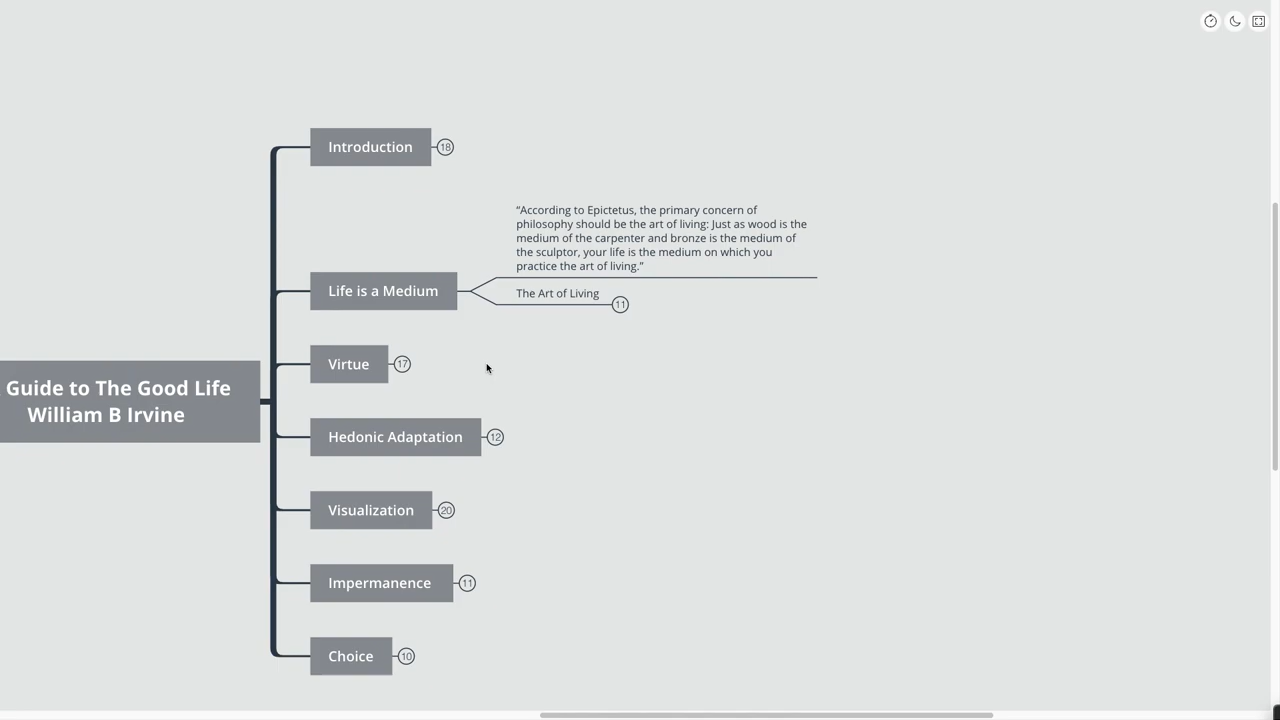 Introduction
18
“According to Epictetus, the primary concern of
philosophy should be the art of living: Just as wood is the
medium of the carpenter and bronze is the medium of
the sculptor, your life is the medium on which you
practice the art of living.”
Life is a Medium
The Art of Living
11
Virtue
17
Guide to The Good Life
William B Irvine
Hedonic Adaptation
12
Visualization
20
Impermanence
11
Choice
10